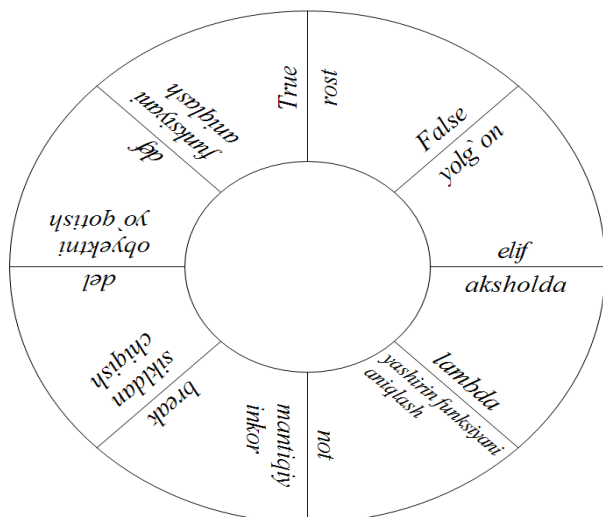 True
rost
False
yolg`on
elif
aksholda
lambda
yashirin funksiyani
aniqlash
not
mantiqiy
inkor
break
sikldan
chiqish
del
obyektni
yo`qotish
def
funksiyani
aniqlash